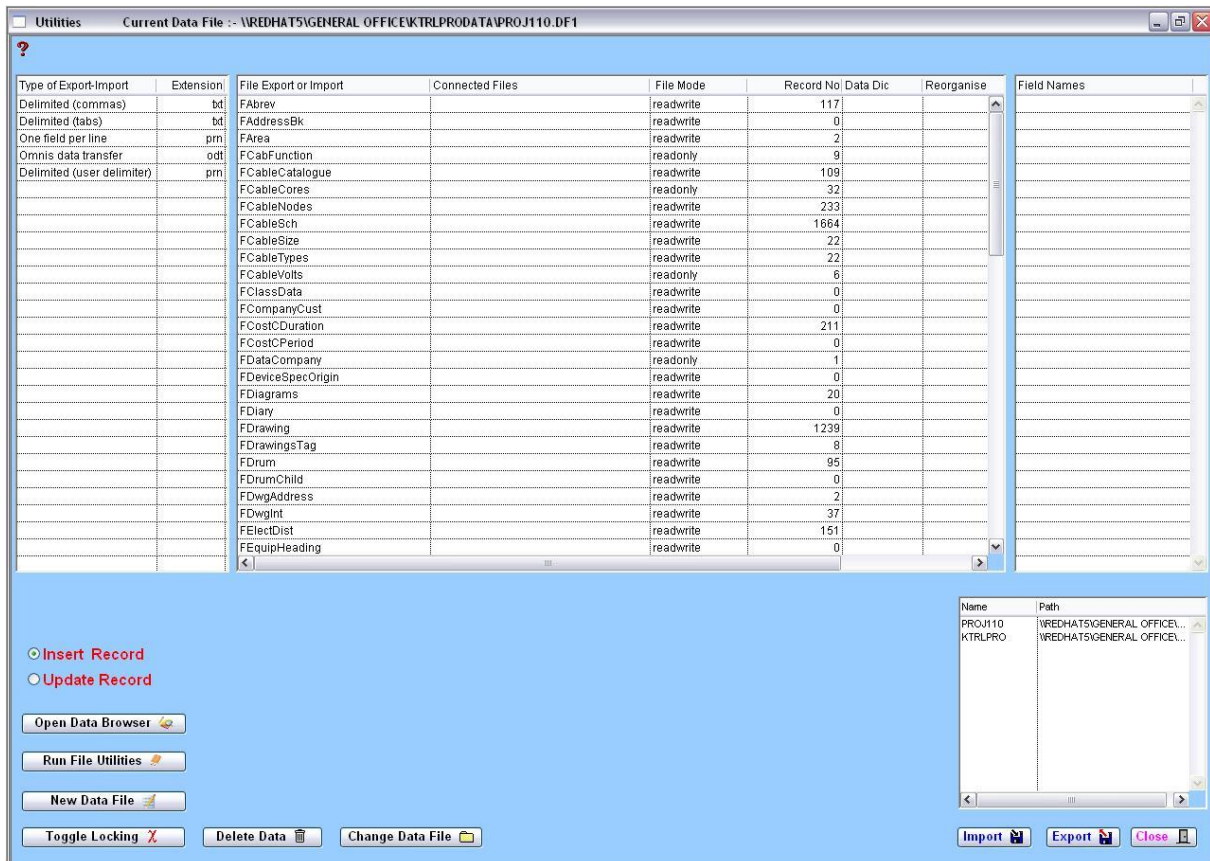 Utilities Current Data File :- \\REDHAT5\GENERAL OFFICE\KTRLPRODATA\PROJ110.DF1
?
Type of Export-Import Extension File Export or Import Connected Files File Mode Record No Data Dic Reorganise Field Names
Delimited (commas) txt FAbrev readwrite 117
Delimited (tabs) txt FAddressBk readwrite 0
One field per line prn FArea readwrite 2
Omnis data transfer odt FCabFunction readonly 9
Delimited (user delimiter) prn FCableCatalogue readwrite 109
FCableCores readonly 32
FCableNodes readwrite 233
FCableSch readwrite 1664
FCableSize readwrite 22
FCableTypes readwrite 22
FCableVolts readonly 6
FClassData readwrite 0
FCompanyCust readwrite 0
FCostCDuration readwrite 211
FCostCPeriod readwrite 0
FDataCompany readonly 1
FDeviceSpecOrigin readwrite 0
FDiagrams readwrite 20
FDiary readwrite 0
FDrawing readwrite 1239
FDrawingsTag readwrite 8
FDrum readwrite 95
FDrumChild readwrite 0
FDwgAddress readwrite 2
FDwgInt readwrite 37
FElectDist readwrite 151
FEquipHeading readwrite 0
Name Path
PROJ110 \\REDHAT5\GENERAL OFFICE\...
KTRLPRO \\REDHAT5\GENERAL OFFICE\...
Insert Record
Update Record
Open Data Browser
Run File Utilities
New Data File
Toggle Locking Delete Data Change Data File Import Export Close